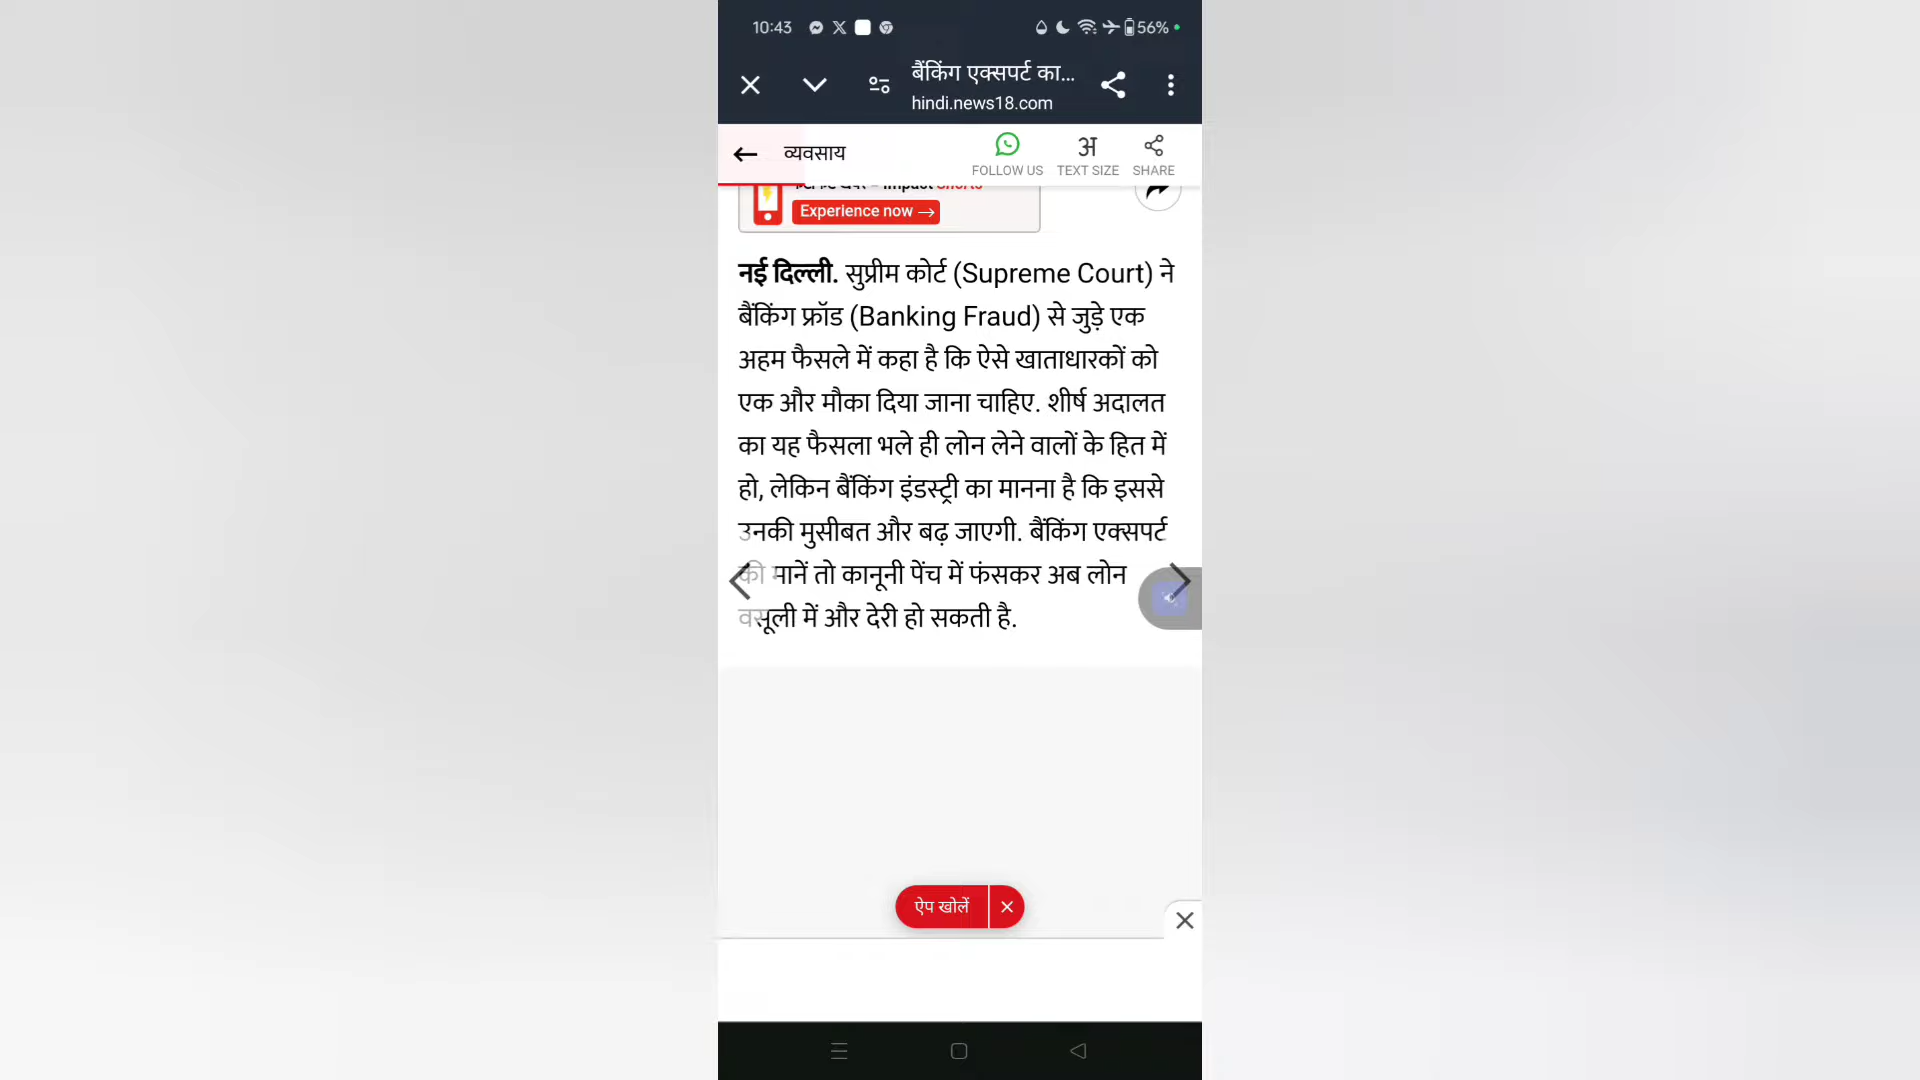 10:43
56%
बैंकिंग एक्सपर्ट का...
hindi.news18.com
व्यवसाय
FOLLOW US
अ
TEXT SIZE
SHARE
Impact Shorts
Experience now →
नई दिल्ली. सुप्रीम कोर्ट (Supreme Court) ने
बैंकिंग फ्रॉड (Banking Fraud) से जुड़े एक
अहम फैसले में कहा है कि ऐसे खाताधारकों को
एक और मौका दिया जाना चाहिए. शीर्ष अदालत
का यह फैसला भले ही लोन लेने वालों के हित में
हो, लेकिन बैंकिंग इंडस्ट्री का मानना है कि इससे
उनकी मुसीबत और बढ़ जाएगी. बैंकिंग एक्सपर्ट
की मानें तो कानूनी पेंच में फंसकर अब लोन
वसूली में और देरी हो सकती है.
ऐप खोलें